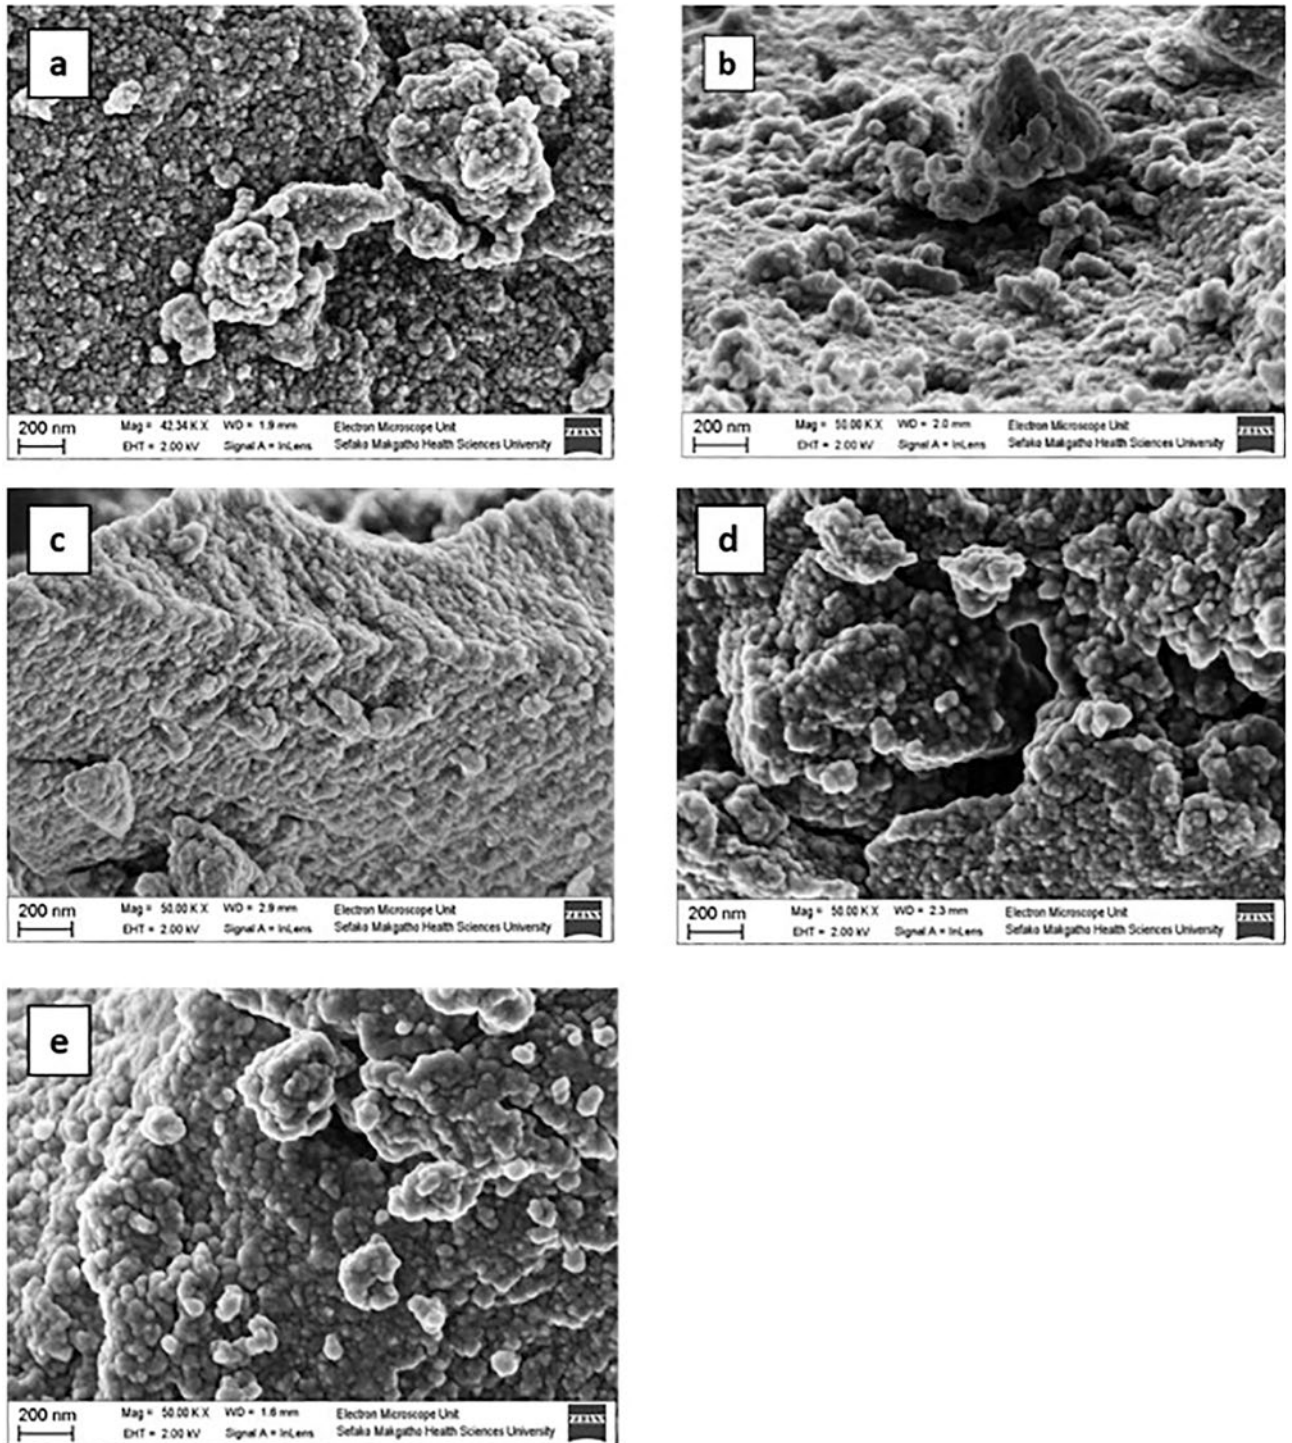 a
200 nm
Mag = 42.34 K X WD = 1.9 mm Electron Microscope Unit
EHT = 2.00 kV Signal A = InLens Sefako Makgatho Health Sciences University
ZEISS
b
200 nm
Mag = 50.00 K X WD = 2.0 mm Electron Microscope Unit
EHT = 2.00 kV Signal A = InLens Sefako Makgatho Health Sciences University
ZEISS
c
200 nm
Mag = 50.00 K X WD = 2.9 mm Electron Microscope Unit
EHT = 2.00 kV Signal A = InLens Sefako Makgatho Health Sciences University
ZEISS
d
200 nm
Mag = 50.00 K X WD = 2.3 mm Electron Microscope Unit
EHT = 2.00 kV Signal A = InLens Sefako Makgatho Health Sciences University
ZEISS
e
200 nm
Mag = 50.00 K X WD = 1.6 mm Electron Microscope Unit
EHT = 2.00 kV Signal A = InLens Sefako Makgatho Health Sciences University
ZEISS